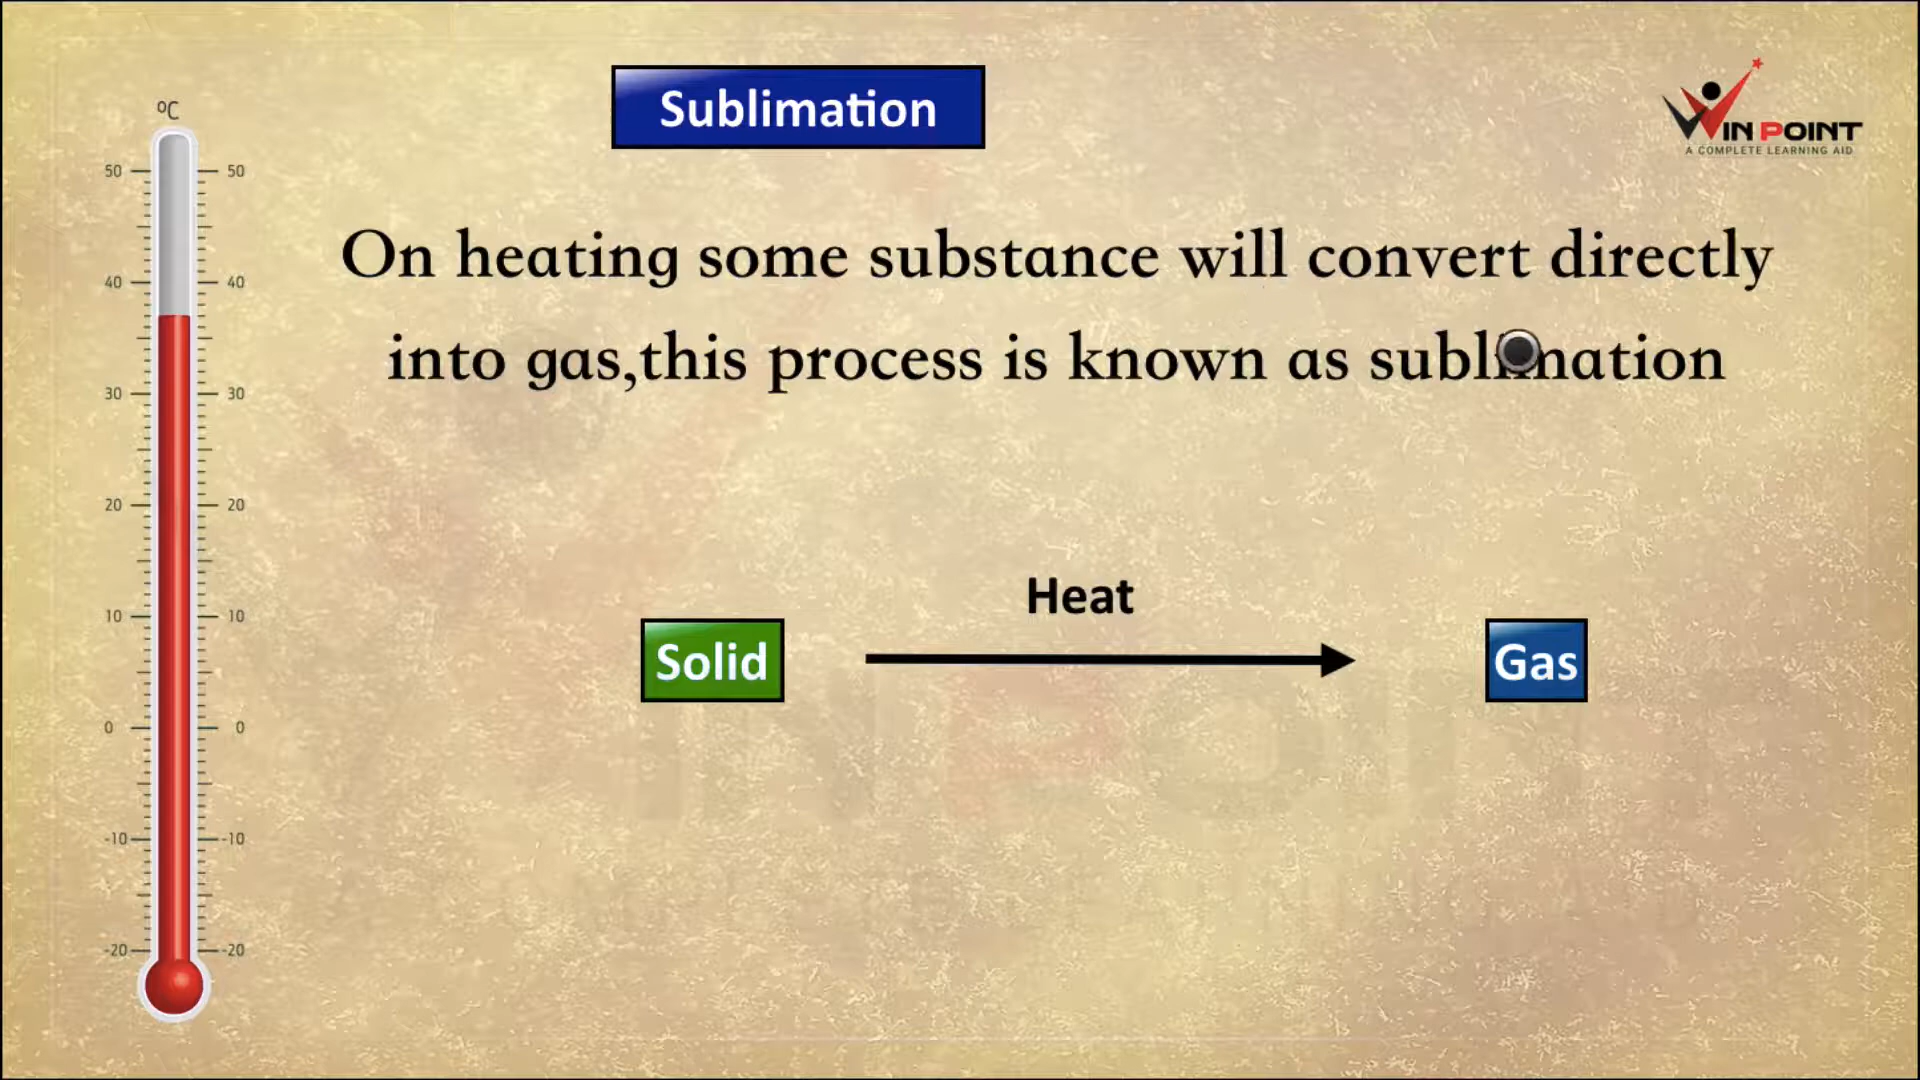 Sublimation
WIN POINT
A COMPLETE LEARNING AID
On heating some substance will convert directly
into gas,this process is known as sublimation
Heat
Solid
Gas
ºC
50 50
40 40
30 30
20 20
10 10
0 0
-10 -10
-20 -20